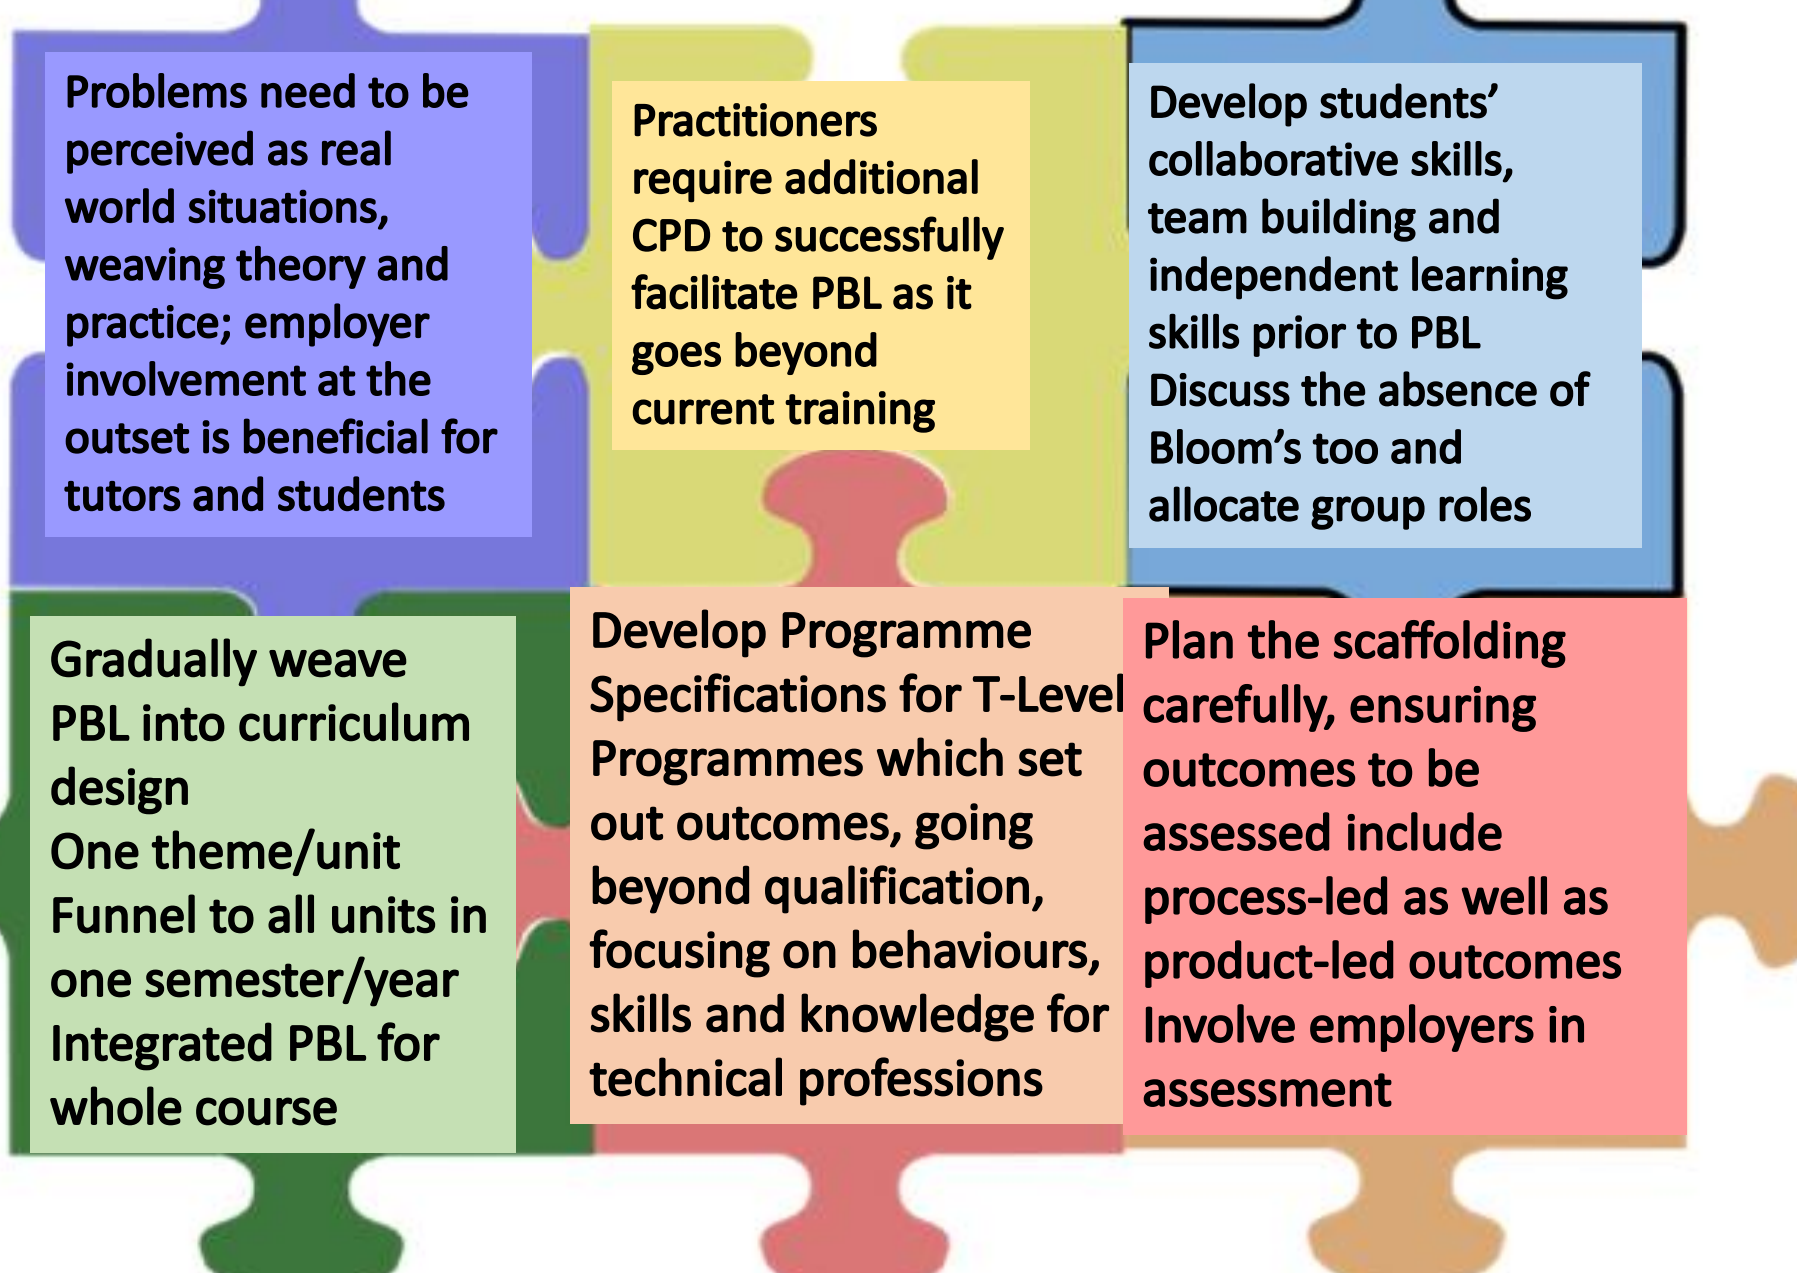 Problems need to be
perceived as real
world situations,
weaving theory and
practice; employer
involvement at the
outset is beneficial for
tutors and students
Practitioners
require additional
CPD to successfully
facilitate PBL as it
goes beyond
current training
Develop students’
collaborative skills,
team building and
independent learning
skills prior to PBL
Discuss the absence of
Bloom’s too and
allocate group roles
Gradually weave
PBL into curriculum
design
One theme/unit
Funnel to all units in
one semester/year
Integrated PBL for
whole course
Develop Programme
Specifications for T-Level
Programmes which set
out outcomes, going
beyond qualification,
focusing on behaviours,
skills and knowledge for
technical professions
Plan the scaffolding
carefully, ensuring
outcomes to be
assessed include
process-led as well as
product-led outcomes
Involve employers in
assessment